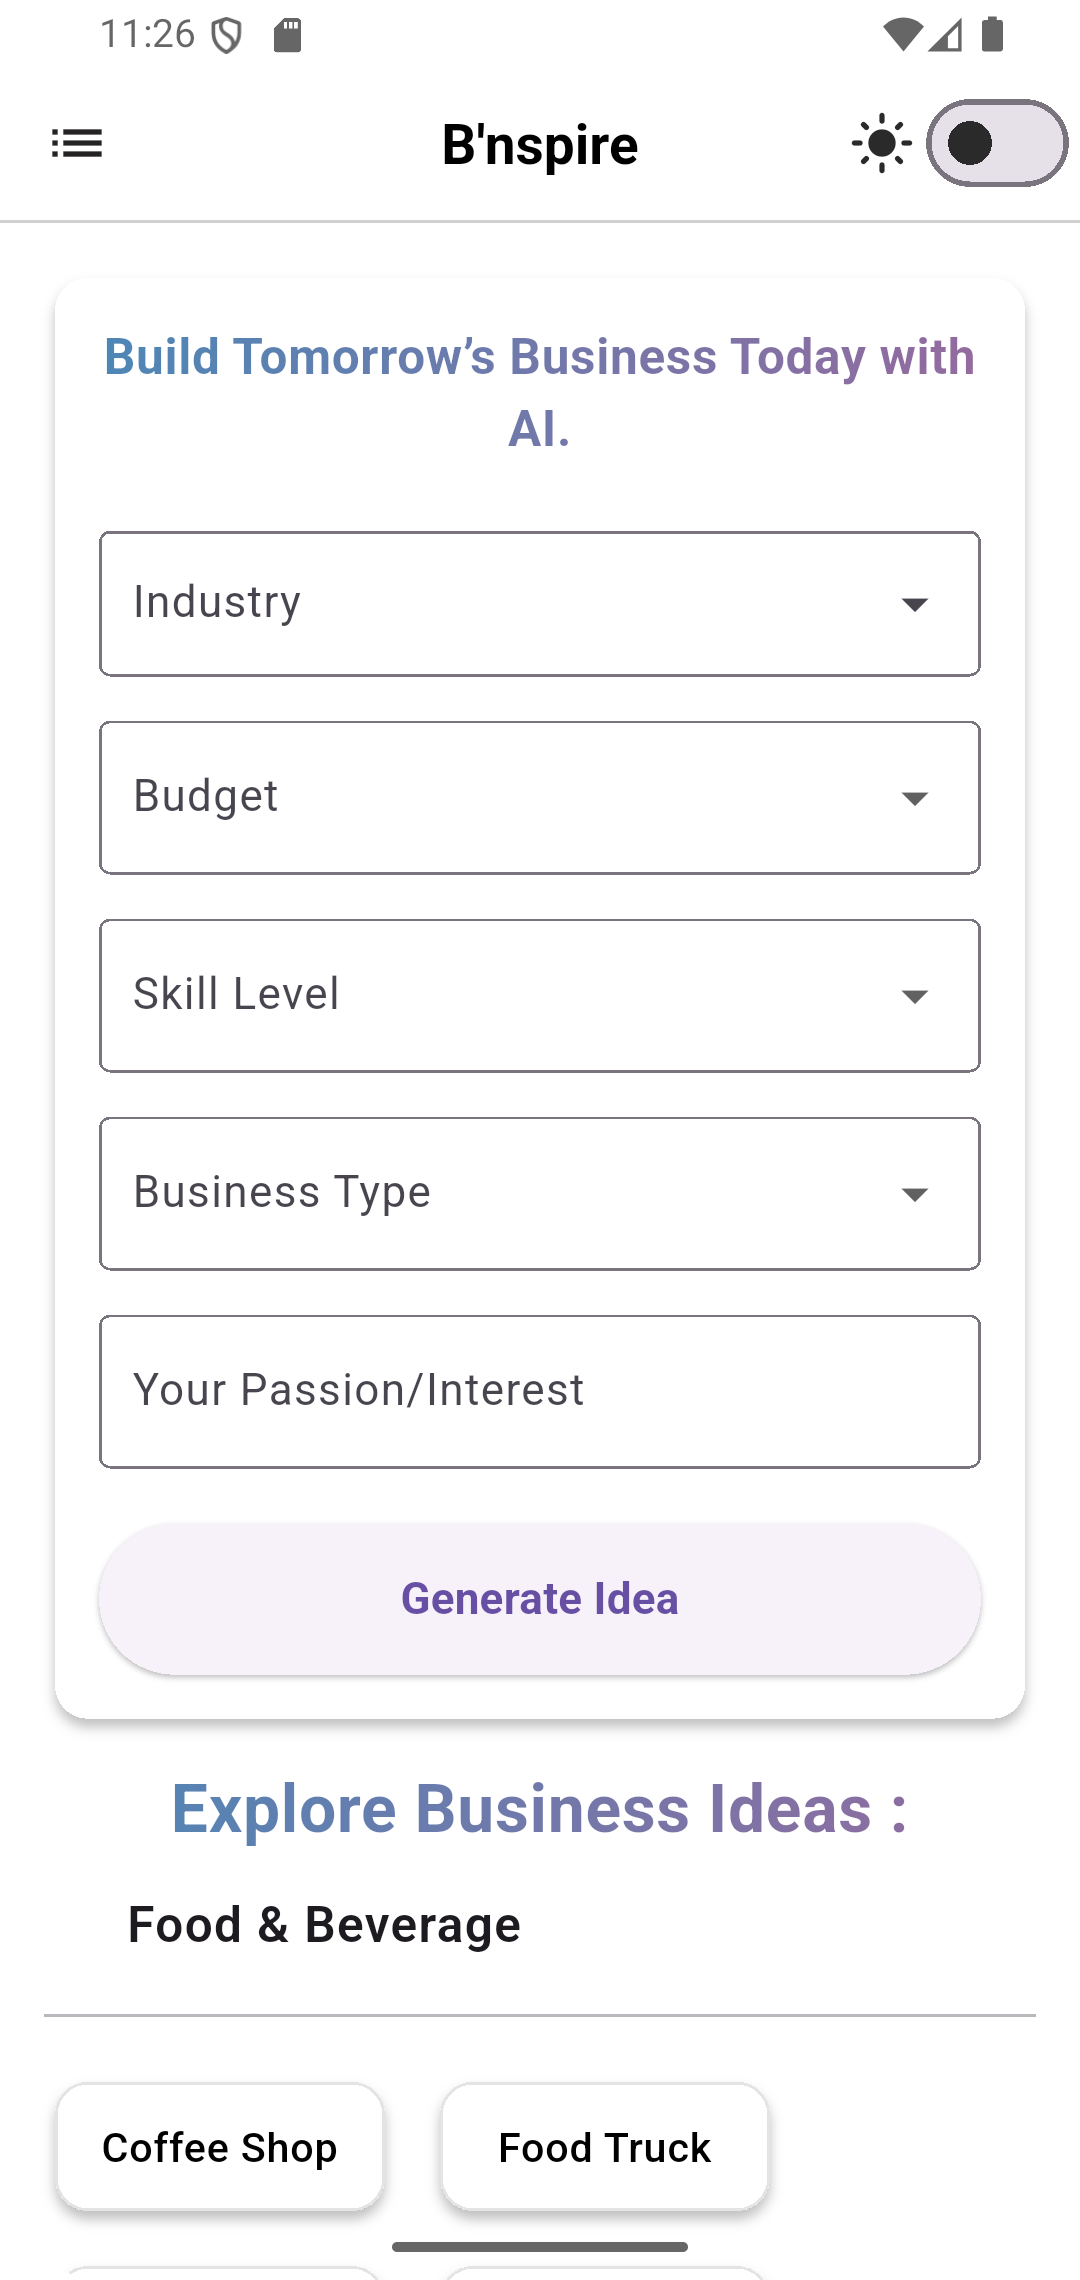 11:26
B'nspire
Build Tomorrow’s Business Today with
AI.
Industry
Budget
Skill Level
Business Type
Your Passion/Interest
Generate Idea
Explore Business Ideas :
Food & Beverage
Coffee Shop
Food Truck